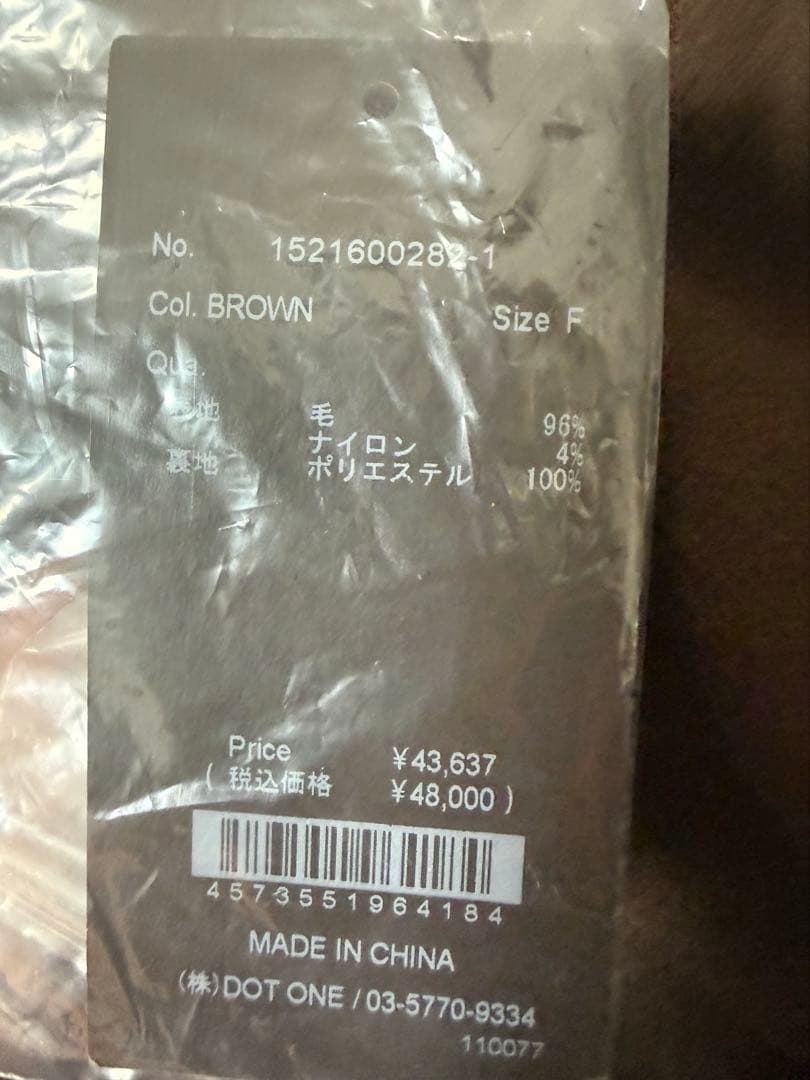 No. 1521600282-1
Col. BROWN Size F
Qua.
表地 毛 96%
ナイロン 4%
裏地 ポリエステル 100%
Price ¥43,637
( 税込価格 ¥48,000 )
4573551964184
MADE IN CHINA
(株)DOT ONE / 03-5770-9334
110077